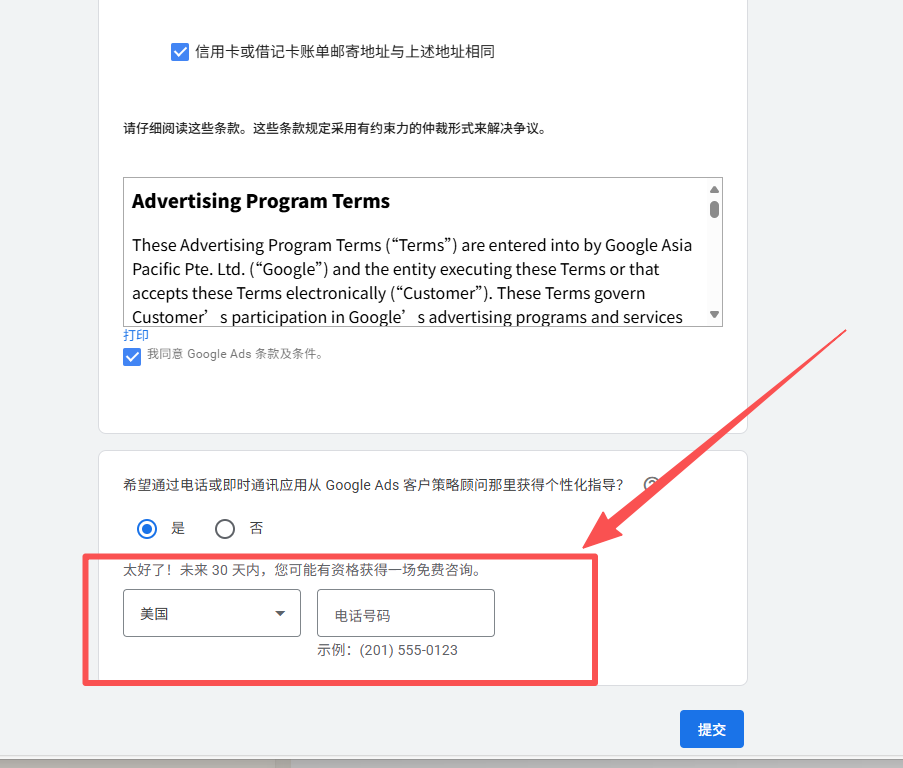 信用卡或借记卡账单邮寄地址与上述地址相同
请仔细阅读这些条款。这些条款规定采用有约束力的仲裁形式来解决争议。
Advertising Program Terms
These Advertising Program Terms (“Terms”) are entered into by Google Asia
Pacific Pte. Ltd. (“Google”) and the entity executing these Terms or that
accepts these Terms electronically (“Customer”). These Terms govern
Customer’s participation in Google’s advertising programs and services
打印
我同意 Google Ads 条款及条件。
希望通过电话或即时通讯应用从 Google Ads 客户策略顾问那里获得个性化指导？
是 否
太好了！未来 30 天内，您可能有资格获得一场免费咨询。
美国 电话号码
示例：(201) 555-0123
提交